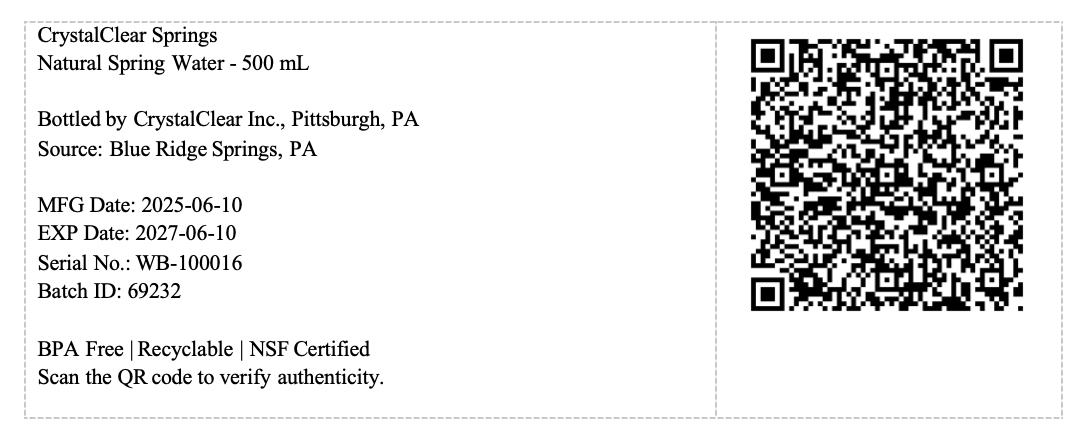 CrystalClear Springs
Natural Spring Water - 500 mL
Bottled by CrystalClear Inc., Pittsburgh, PA
Source: Blue Ridge Springs, PA
MFG Date: 2025-06-10
EXP Date: 2027-06-10
Serial No.: WB-100016
Batch ID: 69232
BPA Free | Recyclable | NSF Certified
Scan the QR code to verify authenticity.